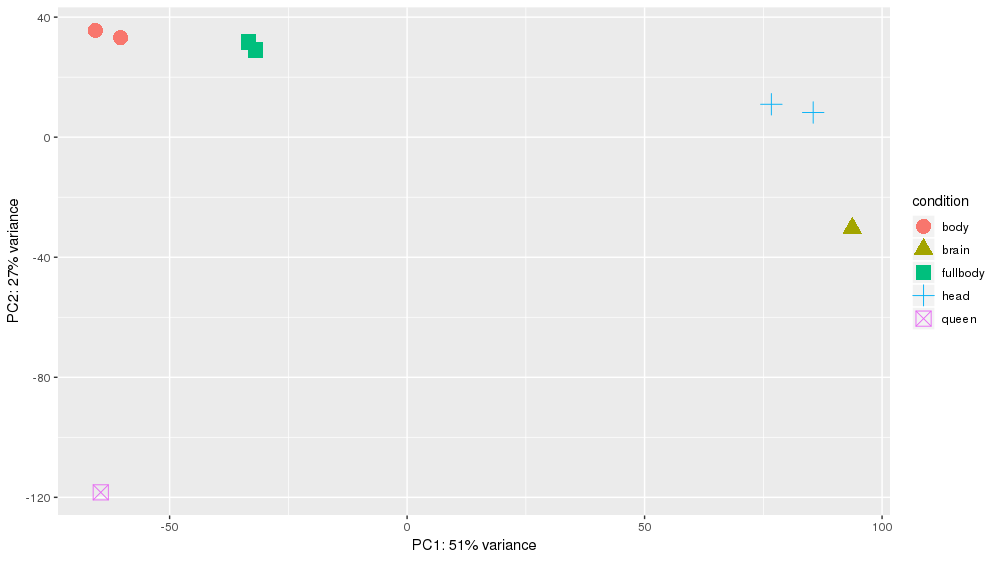 40
0
-40
-80
-120
PC2: 27% variance
-50
0
50
100
PC1: 51% variance
condition
body
brain
fullbody
head
queen